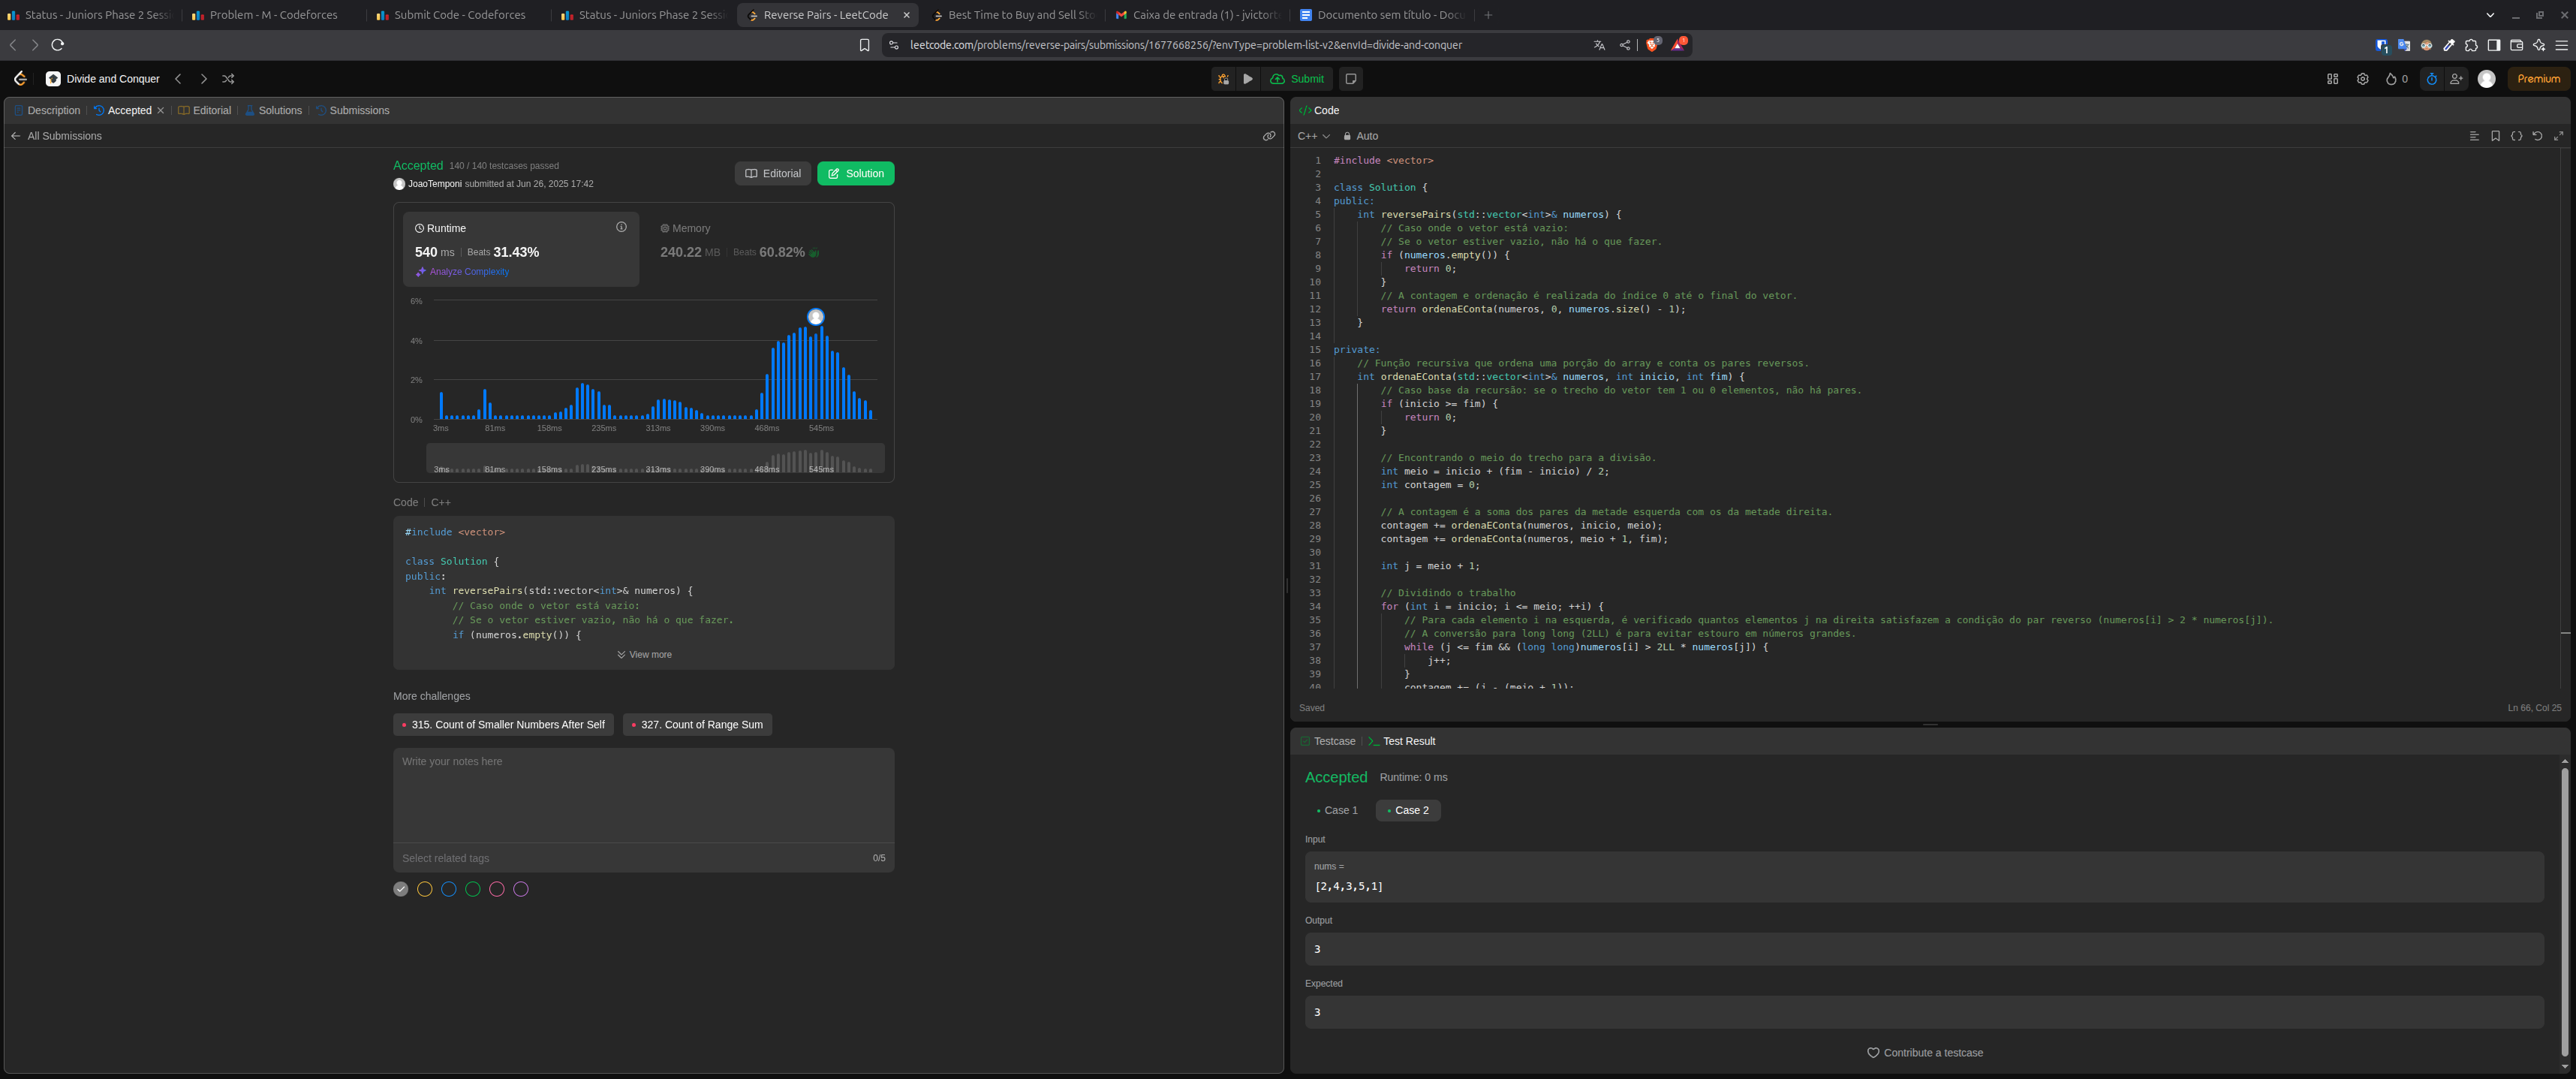 Status - Juniors Phase 2 Sessi
Problem - M - Codeforces
Submit Code - Codeforces
Status - Juniors Phase 2 Sessi
Reverse Pairs - LeetCode
Best Time to Buy and Sell Sto
Caixa de entrada (1) - jvictort
Documento sem título - Docu
leetcode.com/problems/reverse-pairs/submissions/1677668256/?envType=problem-list-v2&envId=divide-and-conquer
Divide and Conquer
Submit
0
Premium
Description
Accepted
Editorial
Solutions
Submissions
All Submissions
Accepted 140 / 140 testcases passed
JoaoTemponi submitted at Jun 26, 2025 17:42
Editorial
Solution
Runtime
540 ms Beats 31.43%
Analyze Complexity
Memory
240.22 MB Beats 60.82%
6%
4%
2%
0%
3ms 81ms 158ms 235ms 313ms 390ms 468ms 545ms
3ms 81ms 158ms 235ms 313ms 390ms 468ms 545ms
Code C++
#include <vector>
class Solution {
public:
int reversePairs(std::vector<int>& numeros) {
// Caso onde o vetor está vazio:
// Se o vetor estiver vazio, não há o que fazer.
if (numeros.empty()) {
View more
More challenges
315. Count of Smaller Numbers After Self
327. Count of Range Sum
Write your notes here
Select related tags
0/5
Code
C++
Auto
1 #include <vector>
2
3 class Solution {
4 public:
5 int reversePairs(std::vector<int>& numeros) {
6 // Caso onde o vetor está vazio:
7 // Se o vetor estiver vazio, não há o que fazer.
8 if (numeros.empty()) {
9 return 0;
10 }
11 // A contagem e ordenação é realizada do índice 0 até o final do vetor.
12 return ordenaEConta(numeros, 0, numeros.size() - 1);
13 }
14
15 private:
16 // Função recursiva que ordena uma porção do array e conta os pares reversos.
17 int ordenaEConta(std::vector<int>& numeros, int inicio, int fim) {
18 // Caso base da recursão: se o trecho do vetor tem 1 ou 0 elementos, não há pares.
19 if (inicio >= fim) {
20 return 0;
21 }
22
23 // Encontrando o meio do trecho para a divisão.
24 int meio = inicio + (fim - inicio) / 2;
25 int contagem = 0;
26
27 // A contagem é a soma dos pares da metade esquerda com os da metade direita.
28 contagem += ordenaEConta(numeros, inicio, meio);
29 contagem += ordenaEConta(numeros, meio + 1, fim);
30
31 int j = meio + 1;
32
33 // Dividindo o trabalho
34 for (int i = inicio; i <= meio; ++i) {
35 // Para cada elemento i na esquerda, é verificado quantos elementos j na direita satisfazem a condição do par reverso (numeros[i] > 2 * numeros[j]).
36 // A conversão para long long (2LL) é para evitar estouro em números grandes.
37 while (j <= fim && (long long)numeros[i] > 2LL * numeros[j]) {
38 j++;
39 }
40 contagem += (j - (meio + 1));
Saved
Ln 66, Col 25
Testcase
Test Result
Accepted Runtime: 0 ms
Case 1
Case 2
Input
nums =
[2,4,3,5,1]
Output
3
Expected
3
Contribute a testcase